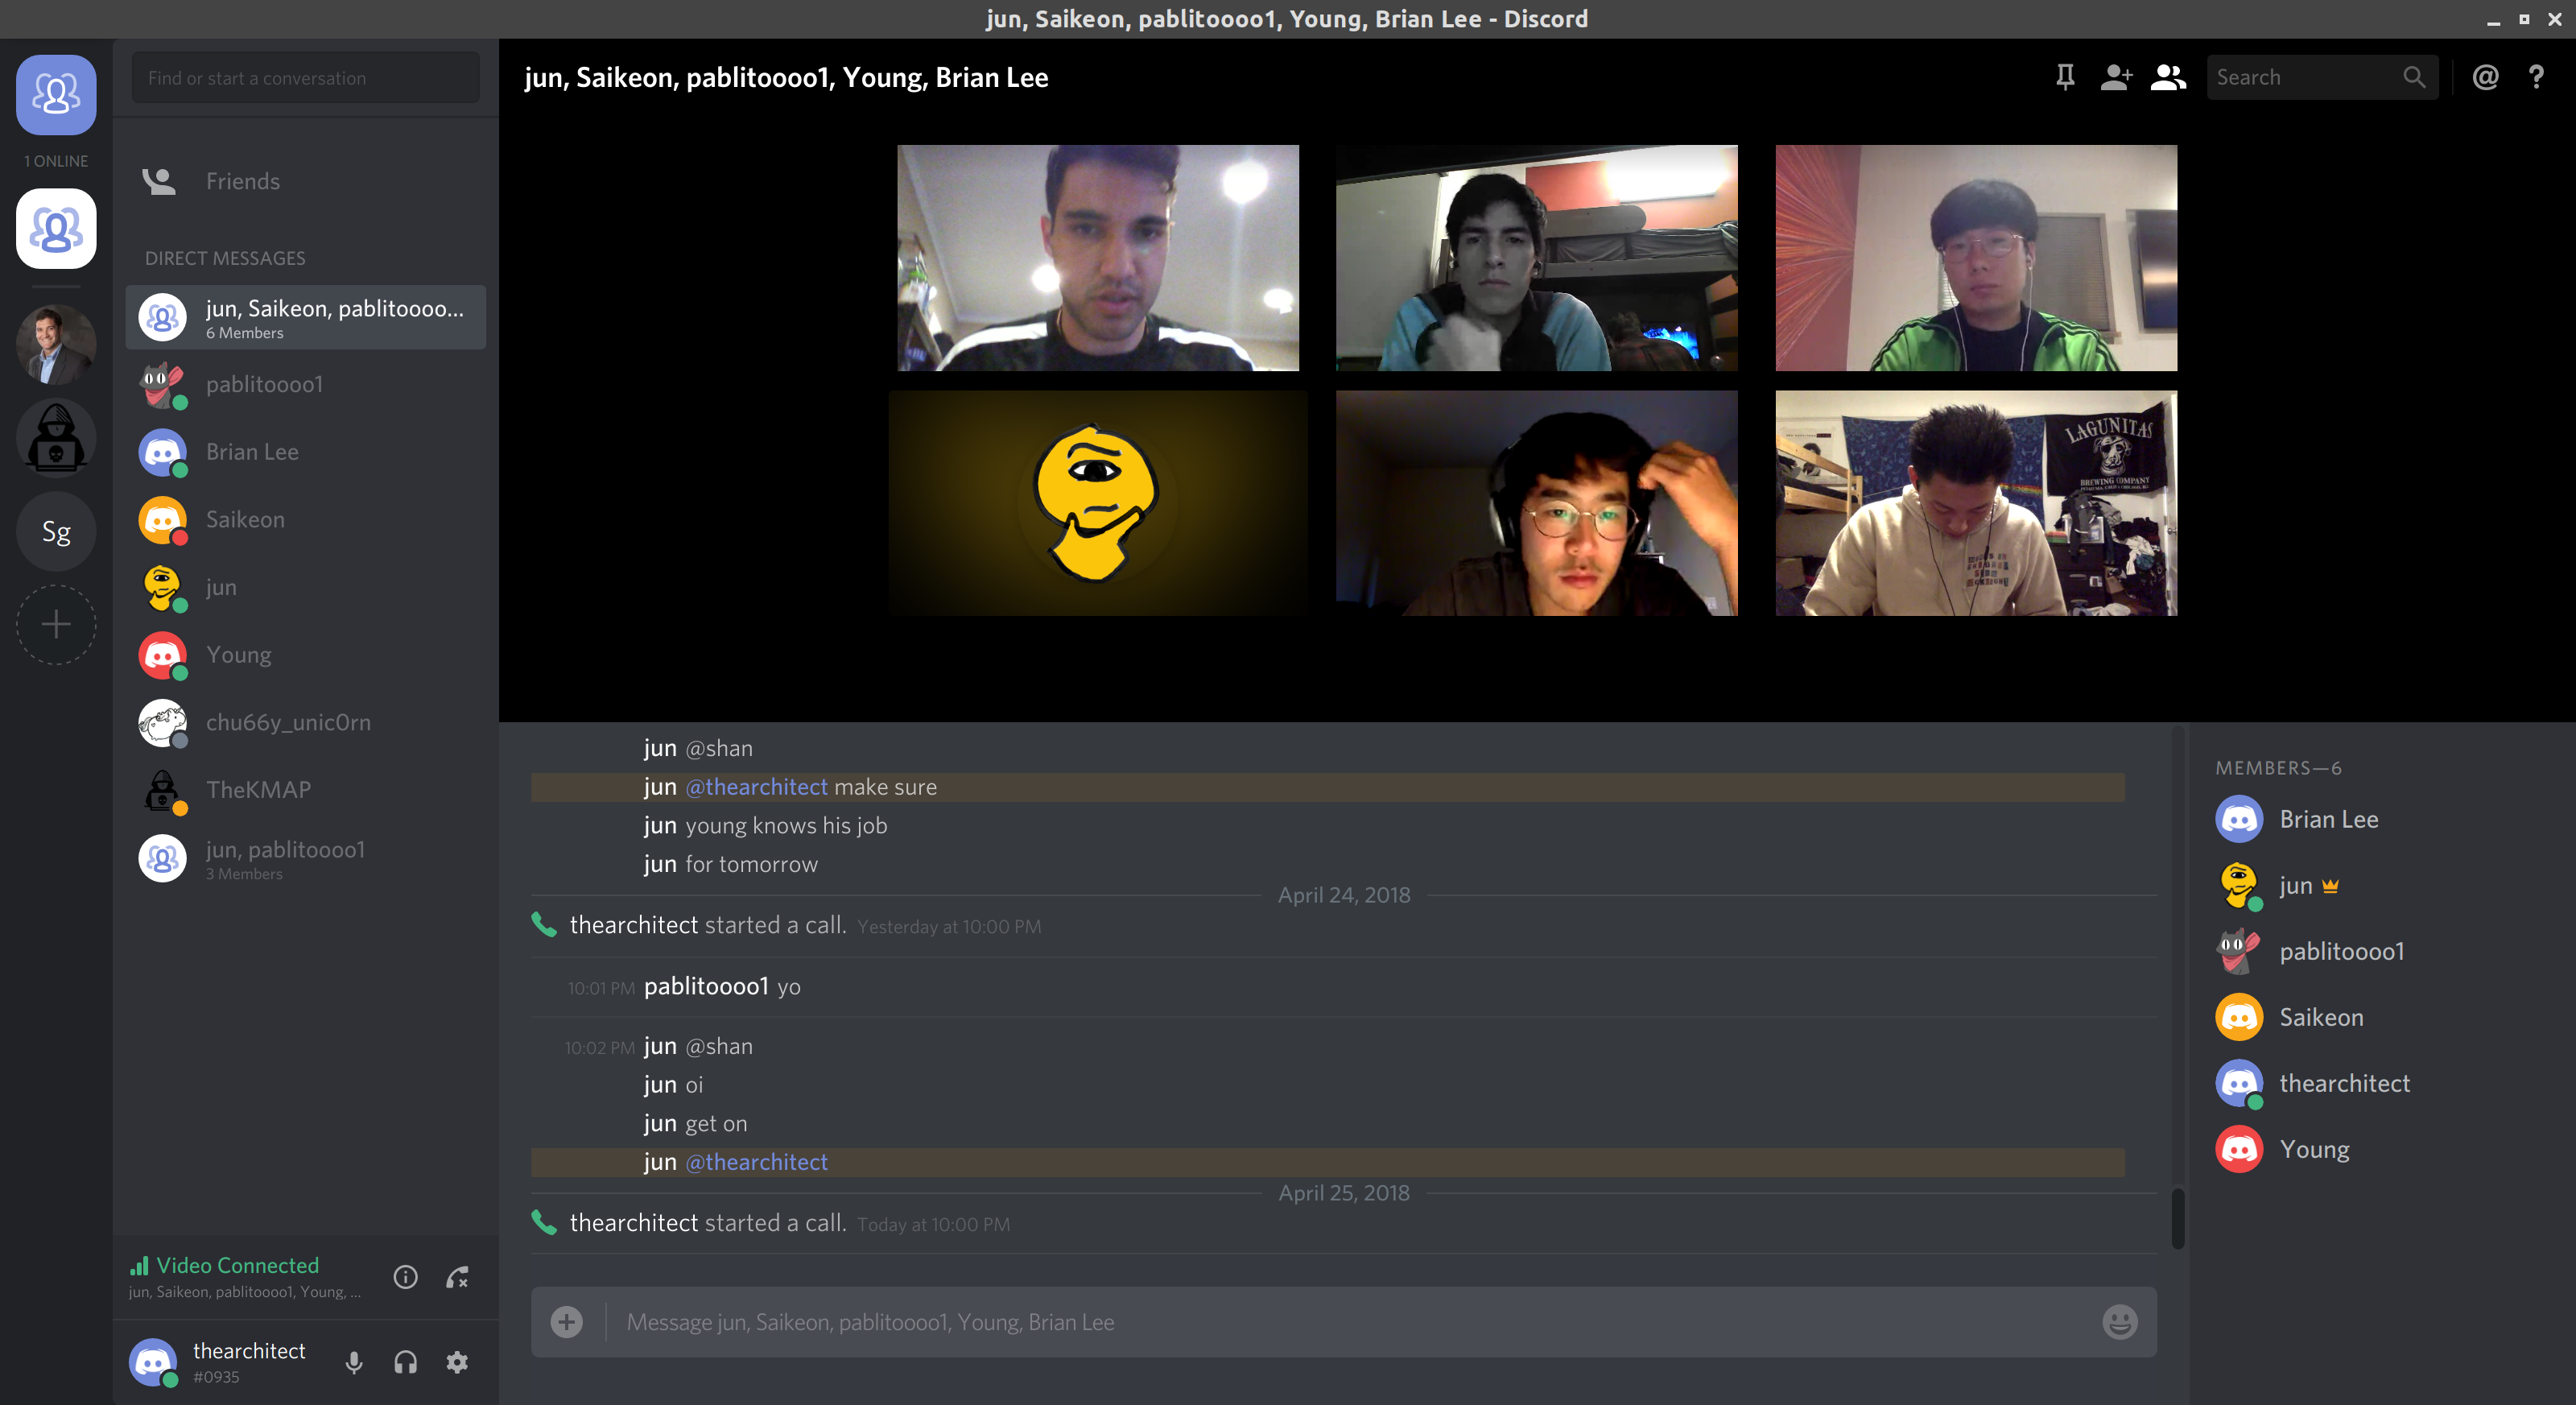 jun, Saikeon, pablitoooo1, Young, Brian Lee - Discord
Find or start a conversation
jun, Saikeon, pablitoooo1, Young, Brian Lee
Search
1 ONLINE
Friends
DIRECT MESSAGES
jun, Saikeon, pablitoooo...
6 Members
pablitoooo1
Brian Lee
Saikeon
Sg
jun
Young
chu66y_unic0rn
TheKMAP
jun, pablitoooo1
3 Members
LAGUNITAS
BREWING COMPANY
jun @shan
jun @thearchitect make sure
jun young knows his job
jun for tomorrow
April 24, 2018
thearchitect started a call. Yesterday at 10:00 PM
10:01 PM pablitoooo1 yo
10:02 PM jun @shan
jun oi
jun get on
jun @thearchitect
April 25, 2018
thearchitect started a call. Today at 10:00 PM
Message jun, Saikeon, pablitoooo1, Young, Brian Lee
MEMBERS—6
Brian Lee
jun
pablitoooo1
Saikeon
thearchitect
Young
Video Connected
jun, Saikeon, pablitoooo1, Young, ...
thearchitect
#0935